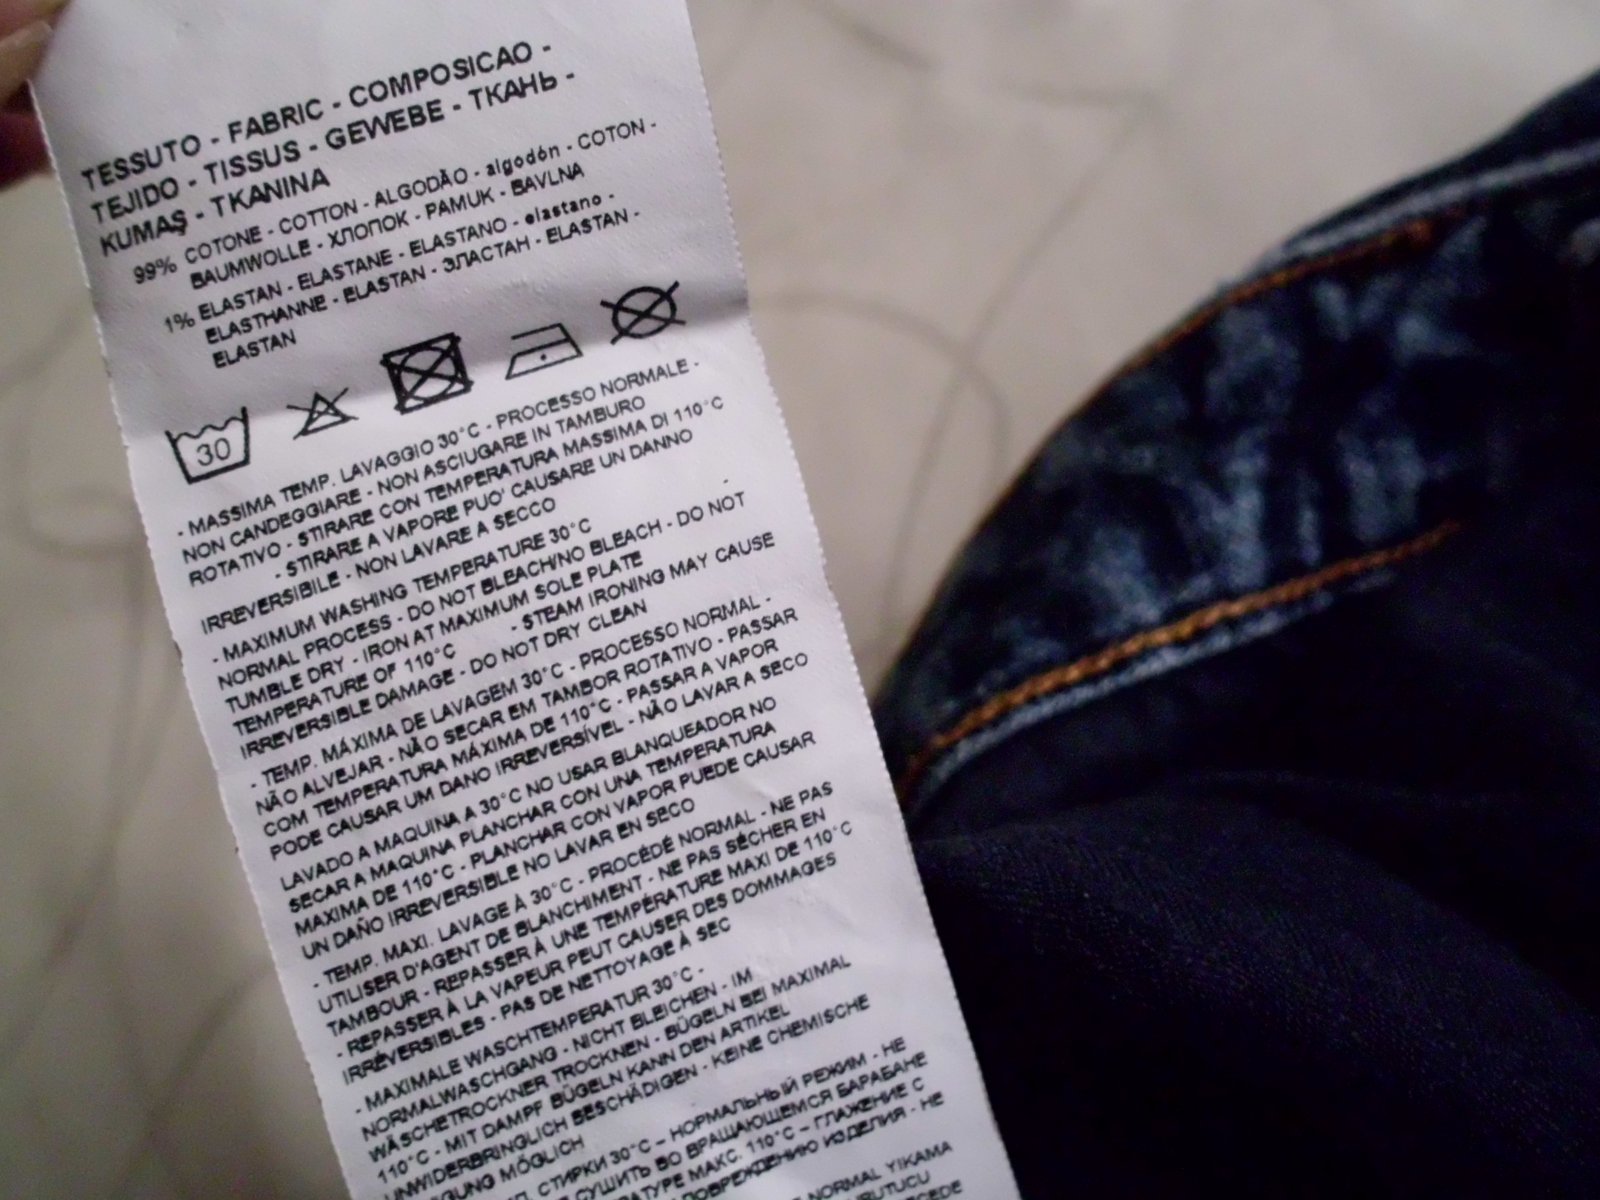 TESSUTO - FABRIC - COMPOSICAO -
TEJIDO - TISSUS - GEWEBE - ТКАНЬ -
KUMAŞ - TKANINA
99% COTONE - COTTON - ALGODÃO - algodón - COTON -
BAUMWOLLE - ХЛОПОК - PAMUK - BAVLNA
1% ELASTAN - ELASTANE - ELASTANO - elastano -
ELASTHANNE - ELASTAN - ЭЛАСТАН - ELASTAN -
ELASTAN
30
- MASSIMA TEMP. LAVAGGIO 30°C - PROCESSO NORMALE -
NON CANDEGGIARE - NON ASCIUGARE IN TAMBURO
ROTATIVO - STIRARE CON TEMPERATURA MASSIMA DI 110°C
- STIRARE A VAPORE PUO' CAUSARE UN DANNO
IRREVERSIBILE - NON LAVARE A SECCO
- MAXIMUM WASHING TEMPERATURE 30°C -
NORMAL PROCESS - DO NOT BLEACH/NO BLEACH - DO NOT
TUMBLE DRY - IRON AT MAXIMUM SOLE PLATE
TEMPERATURE OF 110°C - STEAM IRONING MAY CAUSE
IRREVERSIBLE DAMAGE - DO NOT DRY CLEAN
- TEMP. MÁXIMA DE LAVAGEM 30°C - PROCESSO NORMAL -
NÃO ALVEJAR - NÃO SECAR EM TAMBOR ROTATIVO - PASSAR
COM TEMPERATURA MÁXIMA DE 110°C - PASSAR A VAPOR
PODE CAUSAR UM DANO IRREVERSÍVEL - NÃO LAVAR A SECO
LAVADO A MAQUINA A 30°C NO USAR BLANQUEADOR NO
SECAR A MAQUINA PLANCHAR CON UNA TEMPERATURA
MAXIMA DE 110°C - PLANCHAR CON VAPOR PUEDE CAUSAR
UN DAÑO IRREVERSIBLE NO LAVAR EN SECO
- TEMP. MAXI. LAVAGE À 30°C - PROCÉDÉ NORMAL - NE PAS
UTILISER D'AGENT DE BLANCHIMENT - NE PAS SÉCHER EN
TAMBOUR - REPASSER À UNE TEMPÉRATURE MAXI DE 110°C
- REPASSER À LA VAPEUR PEUT CAUSER DES DOMMAGES
IRRÉVERSIBLES - PAS DE NETTOYAGE À SEC
- MAXIMALE WASCHTEMPERATUR 30°C -
NORMALWASCHGANG - NICHT BLEICHEN - IM
WÄSCHETROCKNER TROCKNEN - BÜGELN BEI MAXIMAL
110°C - MIT DAMPF BÜGELN KANN DEN ARTIKEL
UNWIDERBRINGLICH BESCHÄDIGEN - KEINE CHEMISCHE
MÖGLICH
СТИРКИ 30°C – НОРМАЛЬНЫЙ РЕЖИМ - НЕ
СУШИТЬ ВО ВРАЩАЮЩЕМСЯ БАРАБАНЕ
МАКС. 110°C – ГЛАЖЕНИЕ С
ИЗДЕЛИЯ - НЕ
NORMAL YIKAMA